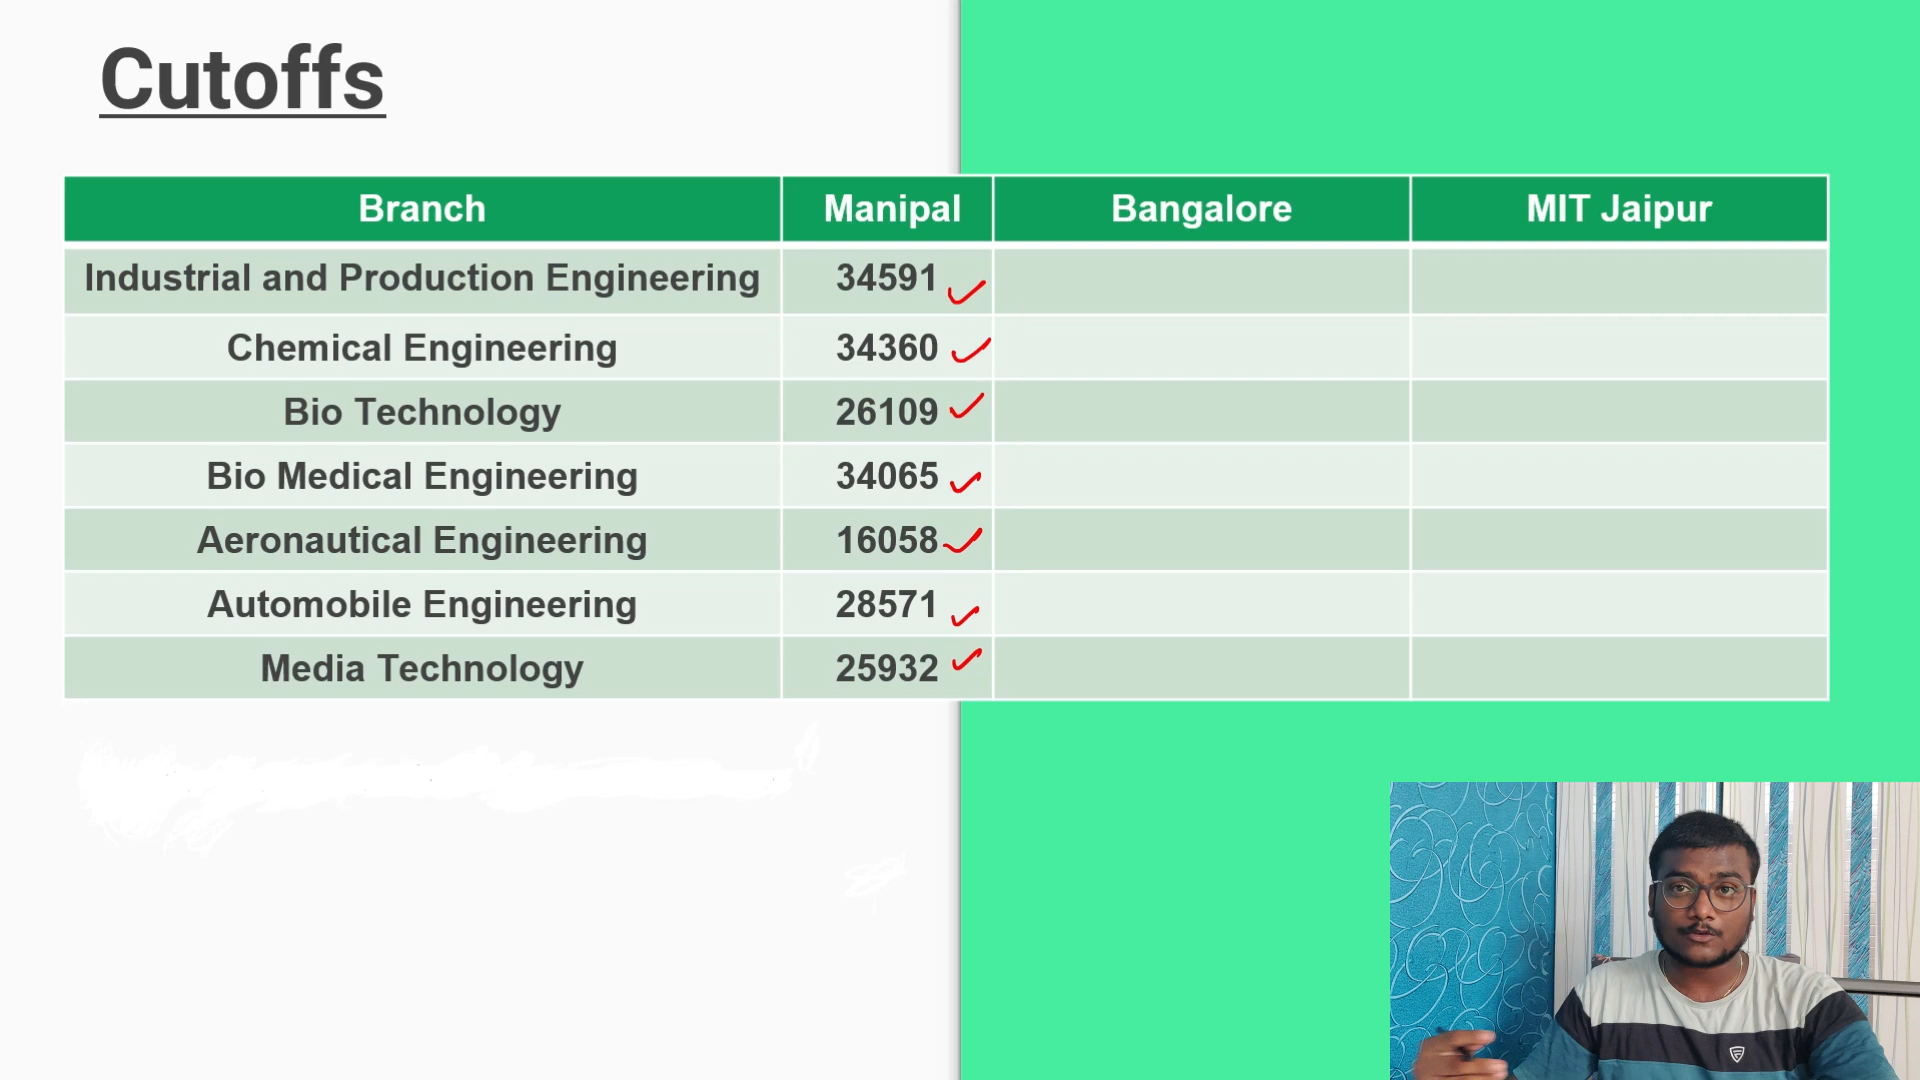 Cutoffs
Branch Manipal Bangalore MIT Jaipur
Industrial and Production Engineering 34591
Chemical Engineering 34360
Bio Technology 26109
Bio Medical Engineering 34065
Aeronautical Engineering 16058
Automobile Engineering 28571
Media Technology 25932